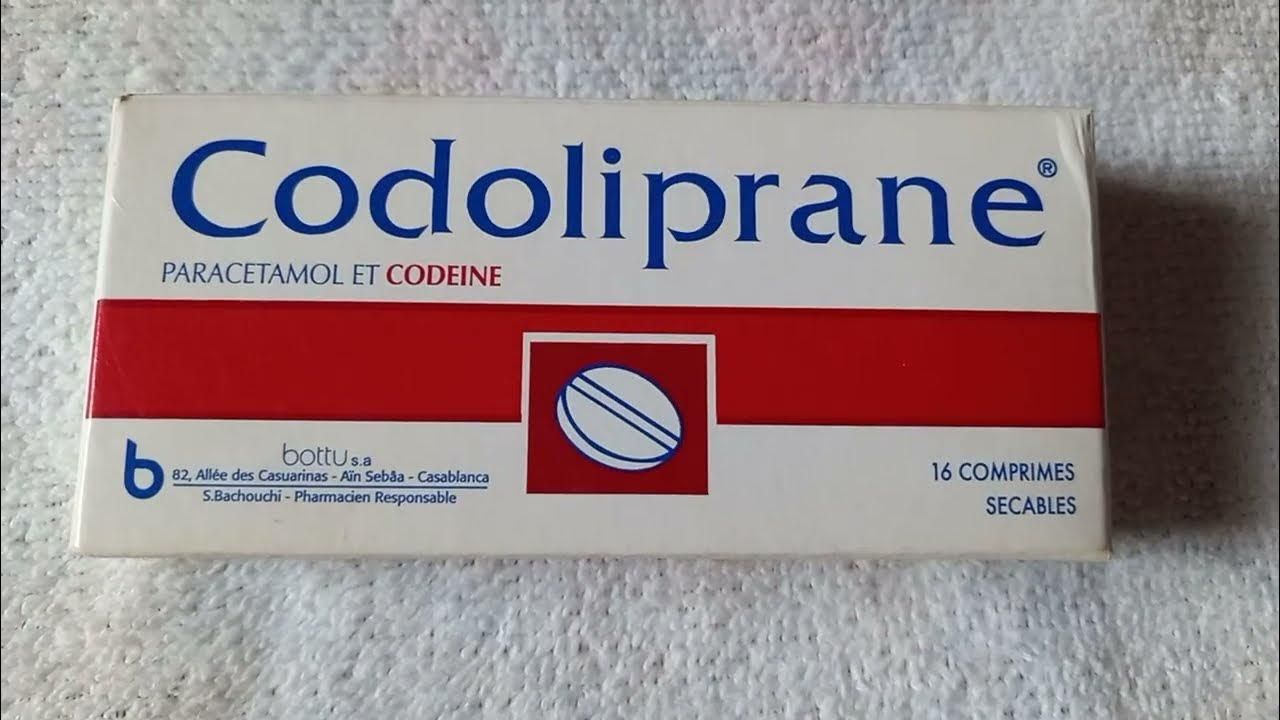 Codoliprane®
PARACETAMOL ET CODEINE
b
bottu s.a
82, Allée des Casuarinas - Aïn Sebâa - Casablanca
S.Bachouchi - Pharmacien Responsable
16 COMPRIMES
SECABLES